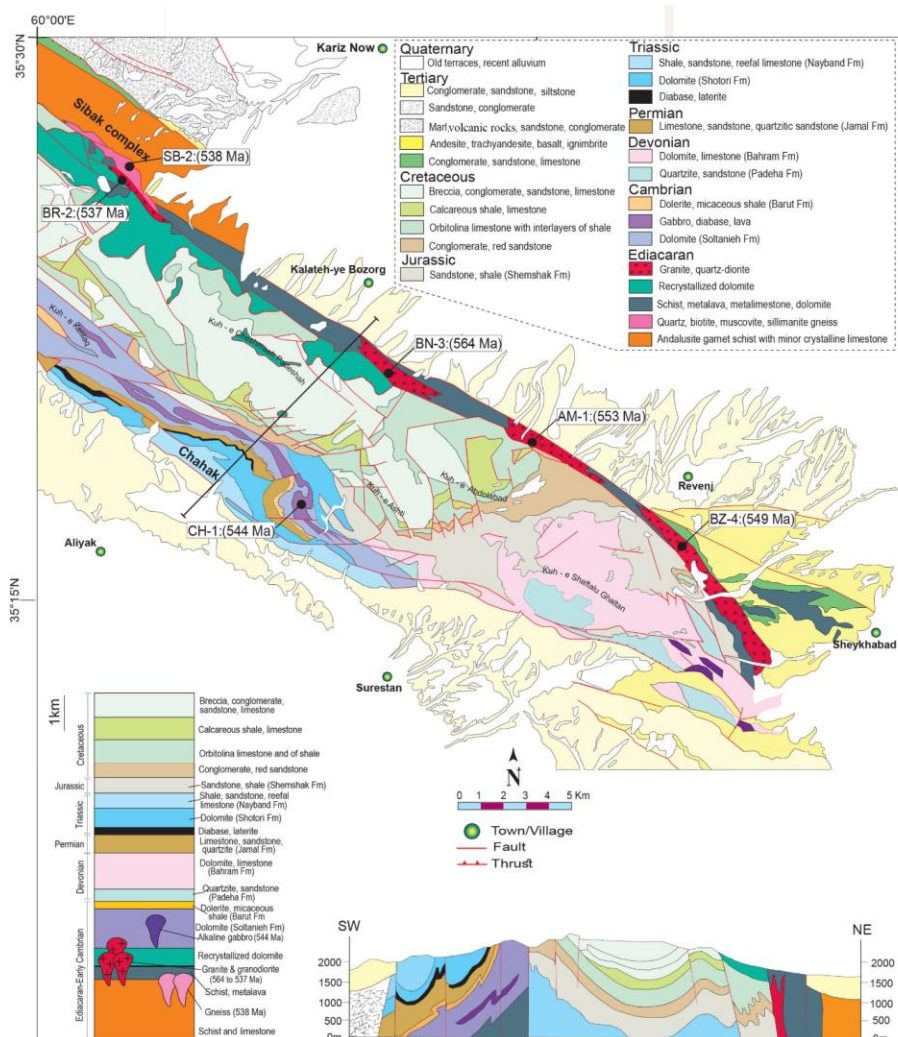 60°00'E
35°30'N
Kariz Now
Sibak complex
SB-2:(538 Ma)
BR-2:(537 Ma)
Kalateh-ye Bozorg
BN-3:(564 Ma)
AM-1:(553 Ma)
Revenj
BZ-4:(549 Ma)
Chahak
CH-1:(544 Ma)
Kuh-e Ashti
Kuh-e Abdolabad
Kuh - e Shaftalu Ghaltan
Aliyak
35°15'N
Surestan
Sheykhabad
Quaternary
Old terraces, recent alluvium
Tertiary
Conglomerate, sandstone, siltstone
Sandstone, conglomerate
Marl,volcanic rocks, sandstone, conglomerate
Andesite, trachyandesite, basalt, ignimbrite
Conglomerate, sandstone, limestone
Cretaceous
Breccia, conglomerate, sandstone, limestone
Calcareous shale, limestone
Orbitolina limestone with interlayers of shale
Conglomerate, red sandstone
Jurassic
Sandstone, shale (Shemshak Fm)
Triassic
Shale, sandstone, reefal limestone (Nayband Fm)
Dolomite (Shotori Fm)
Diabase, laterite
Permian
Limestone, sandstone, quartzitic sandstone (Jamal Fm)
Devonian
Dolomite, limestone (Bahram Fm)
Quartzite, sandstone (Padeha Fm)
Cambrian
Dolerite, micaceous shale (Barut Fm)
Gabbro, diabase, lava
Dolomite (Soltanieh Fm)
Ediacaran
Granite, quartz-diorite
Recrystallized dolomite
Schist, metalava, metalimestone, dolomite
Quartz, biotite, muscovite, sillimanite gneiss
Andalusite garnet schist with minor crystalline limestone
1km
Cretaceous
Jurassic
Triassic
Permian
Devonian
Ediacaran-Early Cambrian
Breccia, conglomerate,
sandstone, limestone
Calcareous shale, limestone
Orbitolina limestone and of shale
Conglomerate, red sandstone
Sandstone, shale (Shemshak Fm)
Shale, sandstone, reefal
limestone (Nayband Fm)
Dolomite (Shotori Fm)
Diabase, laterite
Limestone, sandstone,
quartzite (Jamal Fm)
Dolomite, limestone
(Bahram Fm)
Quartzite, sandstone
(Padeha Fm)
Dolerite, micaceous
shale (Barut Fm
Dolomite (Soltanieh Fm)
Alkaline gabbro (544 Ma)
Recrystallized dolomite
Granite & granodiorite
(564 to 537 Ma)
Schist, metalava
Gneiss (538 Ma)
Schist and limestone
N
0 1 2 3 4 5 Km
Town/Village
Fault
Thrust
SW
NE
2000
1500
1000
500
0m
2000
1500
1000
500
0m